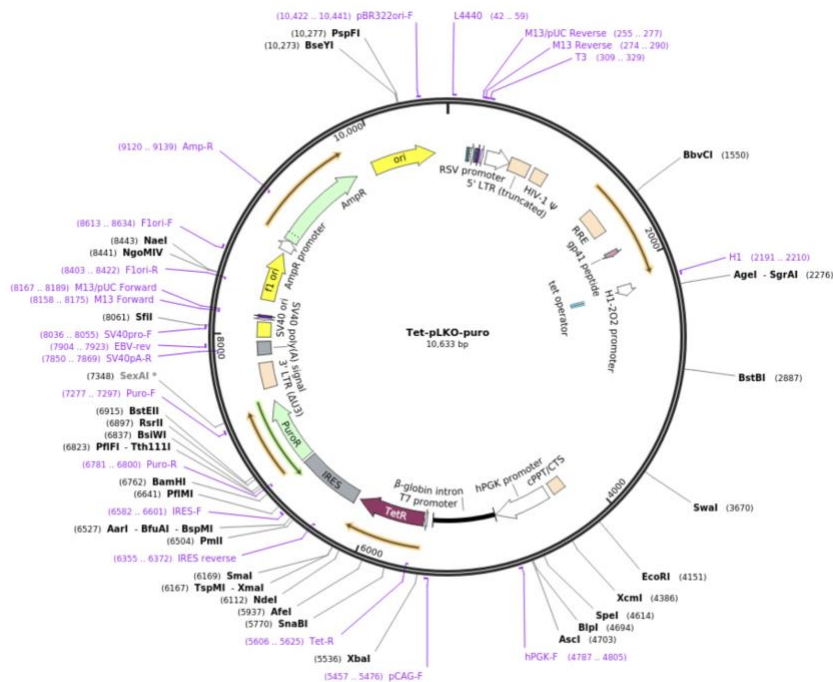 (10,422 .. 10,441) pBR322ori-F
L4440 (42 .. 59)
(10,277) PspFI
(10,273) BseYI
M13/pUC Reverse (255 .. 277)
M13 Reverse (274 .. 290)
T3 (309 .. 329)
(9120 .. 9139) Amp-R
(8613 .. 8634) F1ori-F
(8443) NaeI
(8441) NgoMIV
(8403 .. 8422) F1ori-R
(8167 .. 8189) M13/pUC Forward
(8158 .. 8175) M13 Forward
(8061) SfiI
(8036 .. 8055) SV40pro-F
(7904 .. 7923) EBV-rev
(7850 .. 7869) SV40pA-R
(7348) SexAI *
(7277 .. 7297) Puro-F
(6915) BstEII
(6897) RsrII
(6837) BsiWI
(6823) PflFI - Tth111I
(6781 .. 6800) Puro-R
(6762) BamHI
(6641) PflMI
(6582 .. 6601) IRES-F
(6527) AarI - BfuAI - BspMI
(6504) PmlI
(6355 .. 6372) IRES reverse
(6169) SmaI
(6167) TspMI - XmaI
(6112) NdeI
(5937) AfeI
(5770) SnaBI
(5606 .. 5625) Tet-R
(5536) XbaI
(5457 .. 5476) pCAG-F
BbvCI (1550)
H1 (2191 .. 2210)
AgeI - SgrAI (2276)
BstBI (2887)
SwaI (3670)
EcoRI (4151)
XcmI (4386)
SpeI (4614)
BlpI (4694)
AscI (4703)
hPGK-F (4787 .. 4805)
10,000
2000
4000
6000
8000
ori
AmpR
AmpR promoter
f1 ori
SV40 ori
SV40 poly(A) signal
3' LTR (ΔU3)
PuroR
IRES
TetR
T7 promoter
β-globin intron
hPGK promoter
cPPT/CTS
RSV promoter
5' LTR (truncated)
HIV-1 Ψ
RRE
gp41 peptide
H1-2O2 promoter
tet operator
Tet-pLKO-puro
10,633 bp